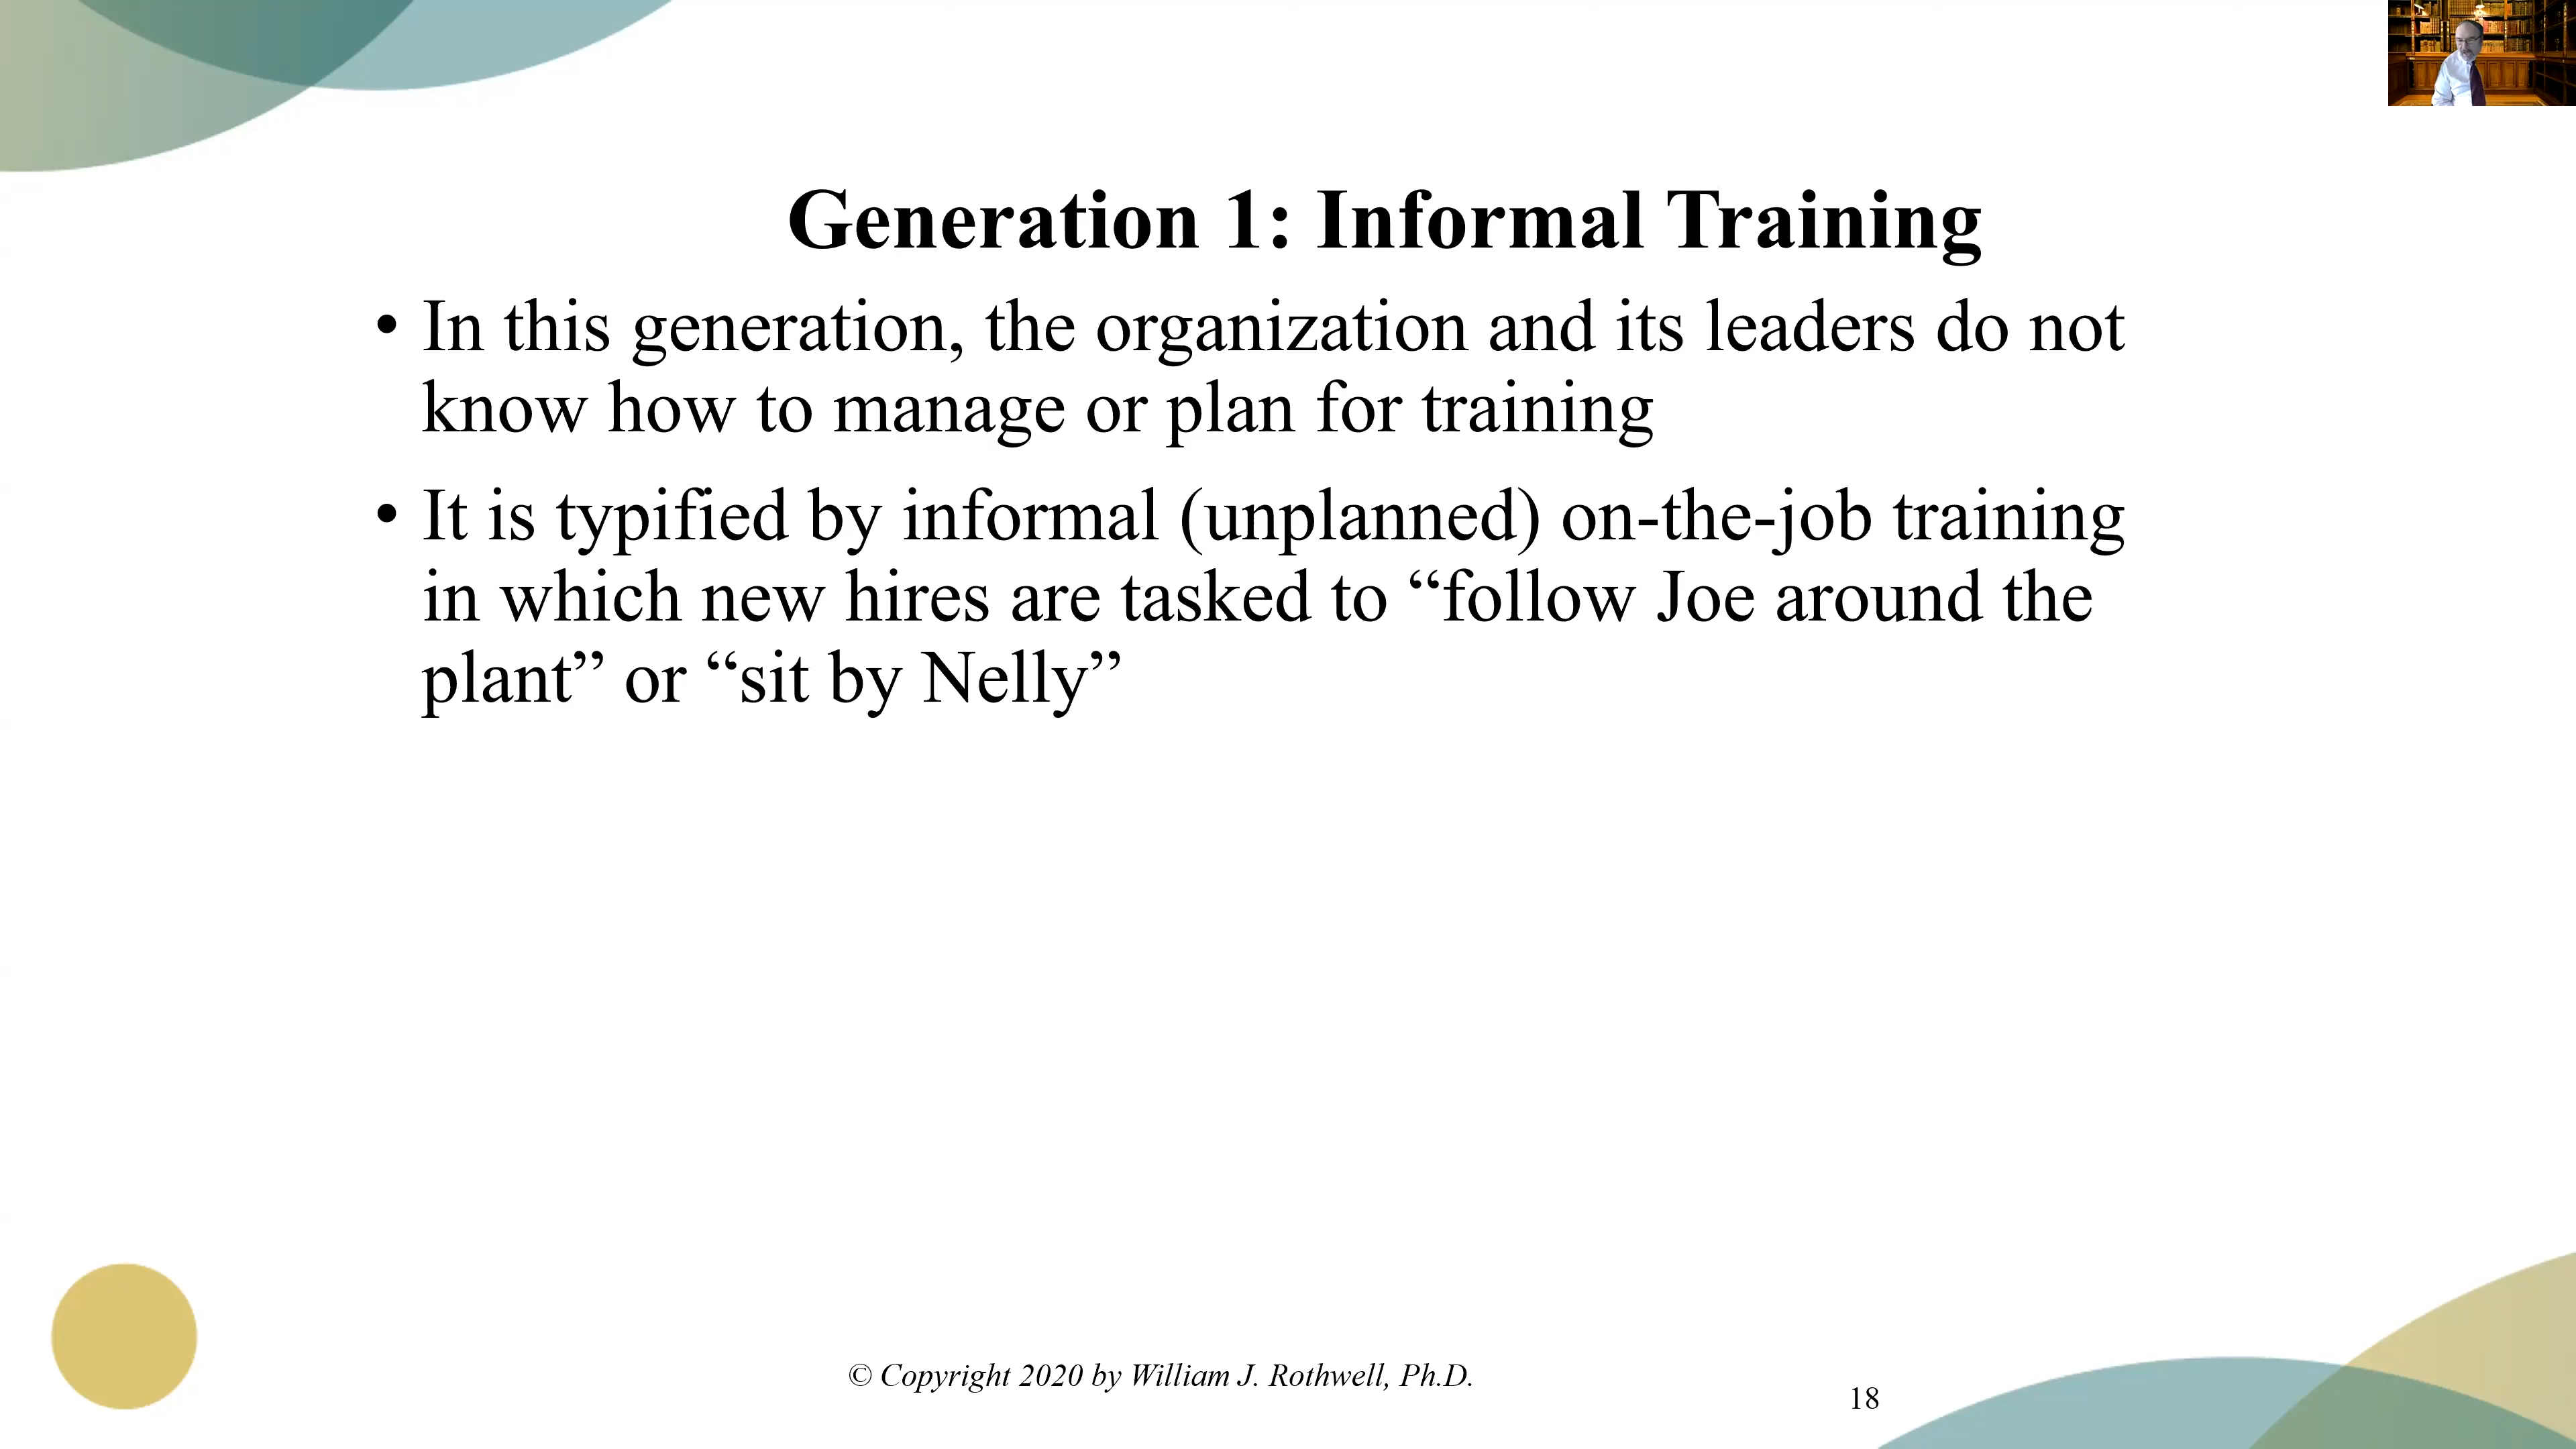 Generation 1: Informal Training
• In this generation, the organization and its leaders do not
know how to manage or plan for training
• It is typified by informal (unplanned) on-the-job training
in which new hires are tasked to “follow Joe around the
plant” or “sit by Nelly”
© Copyright 2020 by William J. Rothwell, Ph.D.
18